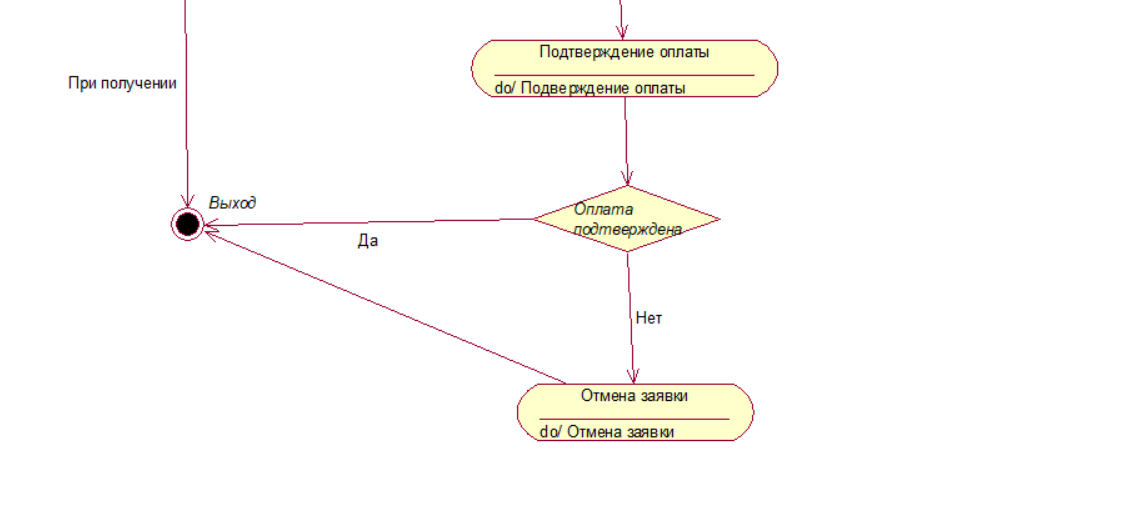 Подтверждение оплаты
do/ Подверждение оплаты
При получении
Выход
Оплата
подтверждена
Да
Нет
Отмена заявки
do/ Отмена заявки